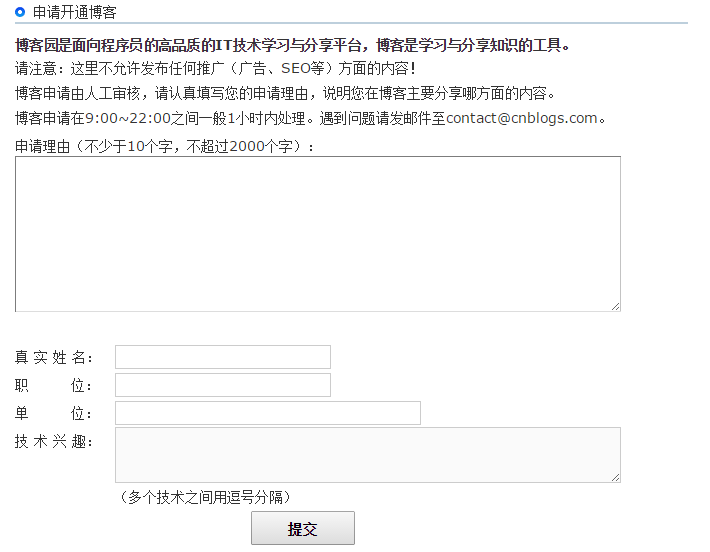 申请开通博客
博客园是面向程序员的高品质的IT技术学习与分享平台，博客是学习与分享知识的工具。
请注意：这里不允许发布任何推广（广告、SEO等）方面的内容！
博客申请由人工审核，请认真填写您的申请理由，说明您在博客主要分享哪方面的内容。
博客申请在9:00~22:00之间一般1小时内处理。遇到问题请发邮件至contact@cnblogs.com。
申请理由（不少于10个字，不超过2000个字）：
真 实 姓 名：
职 位：
单 位：
技 术 兴 趣：
（多个技术之间用逗号分隔）
提交